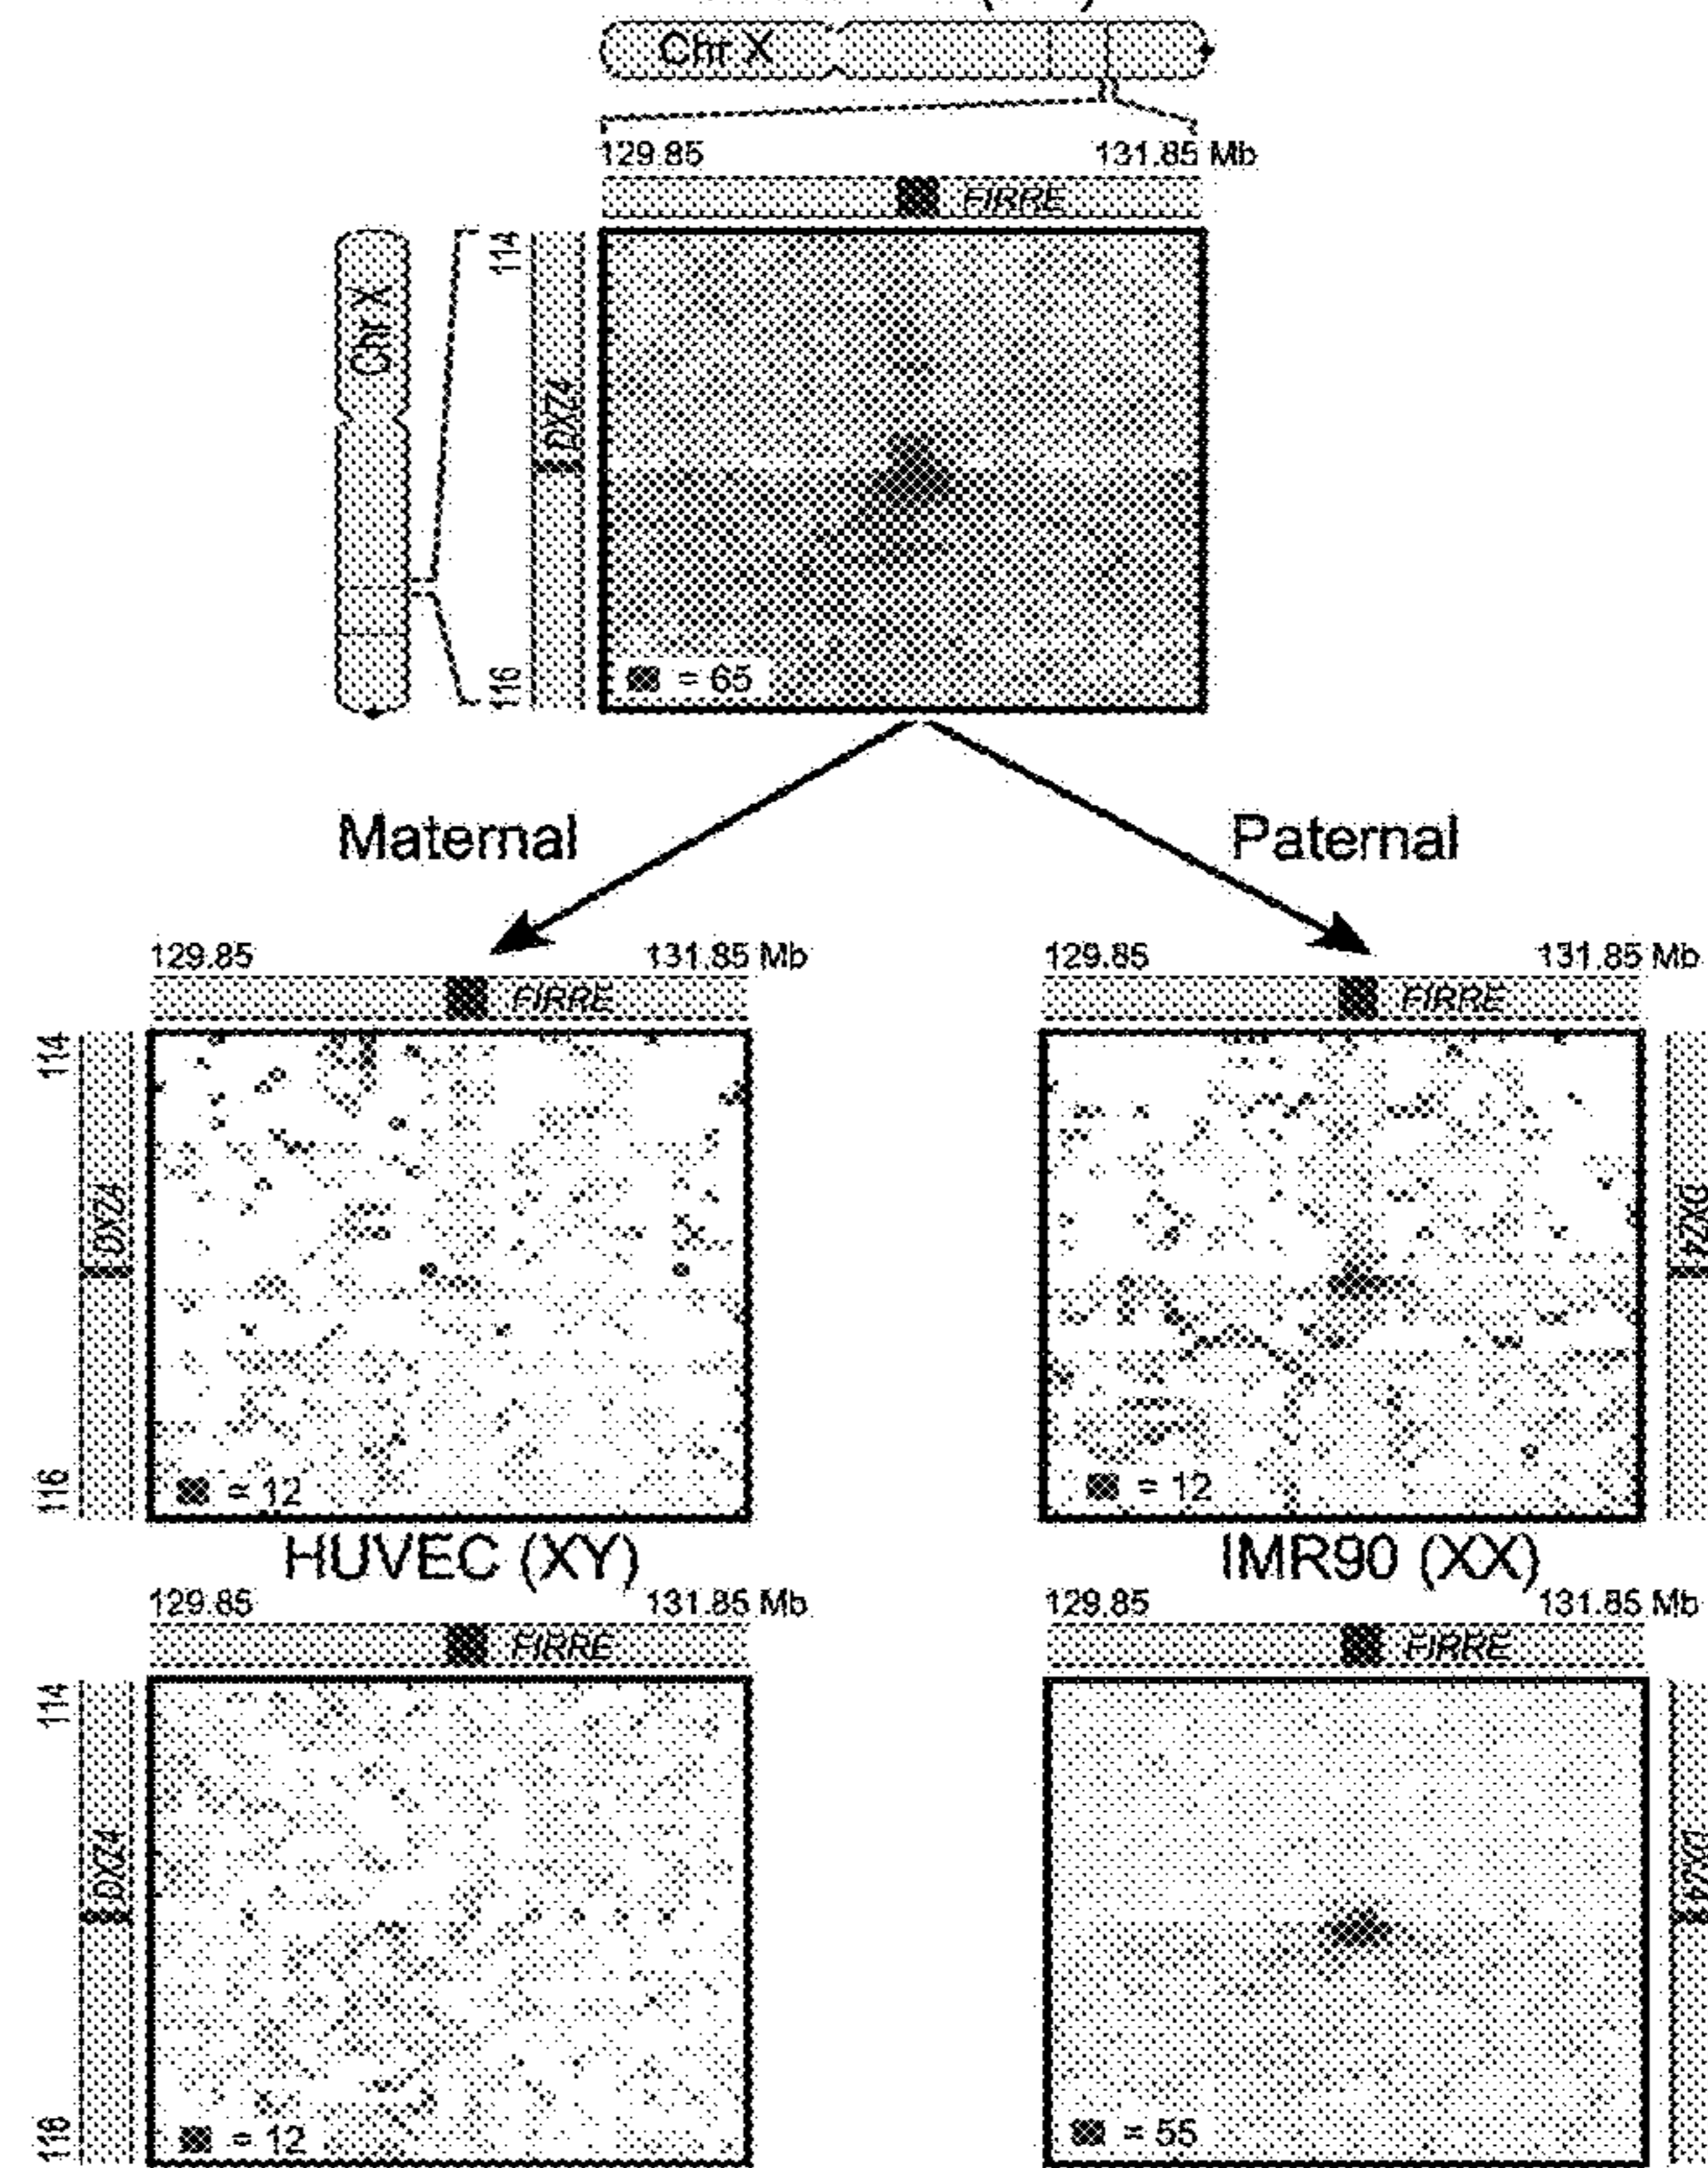 Chr X
129.85 131.85 Mb
FIRRE
Chr X
114
DXZ4
116
= 65
Maternal Paternal
129.85 131.85 Mb
FIRRE
114
DXZ4
116
= 12
129.85 131.85 Mb
FIRRE
DXZ4
= 12
HUVEC (XY)
129.85 131.85 Mb
FIRRE
114
DXZ4
116
= 12
IMR90 (XX)
129.85 131.85 Mb
FIRRE
DXZ4
= 55